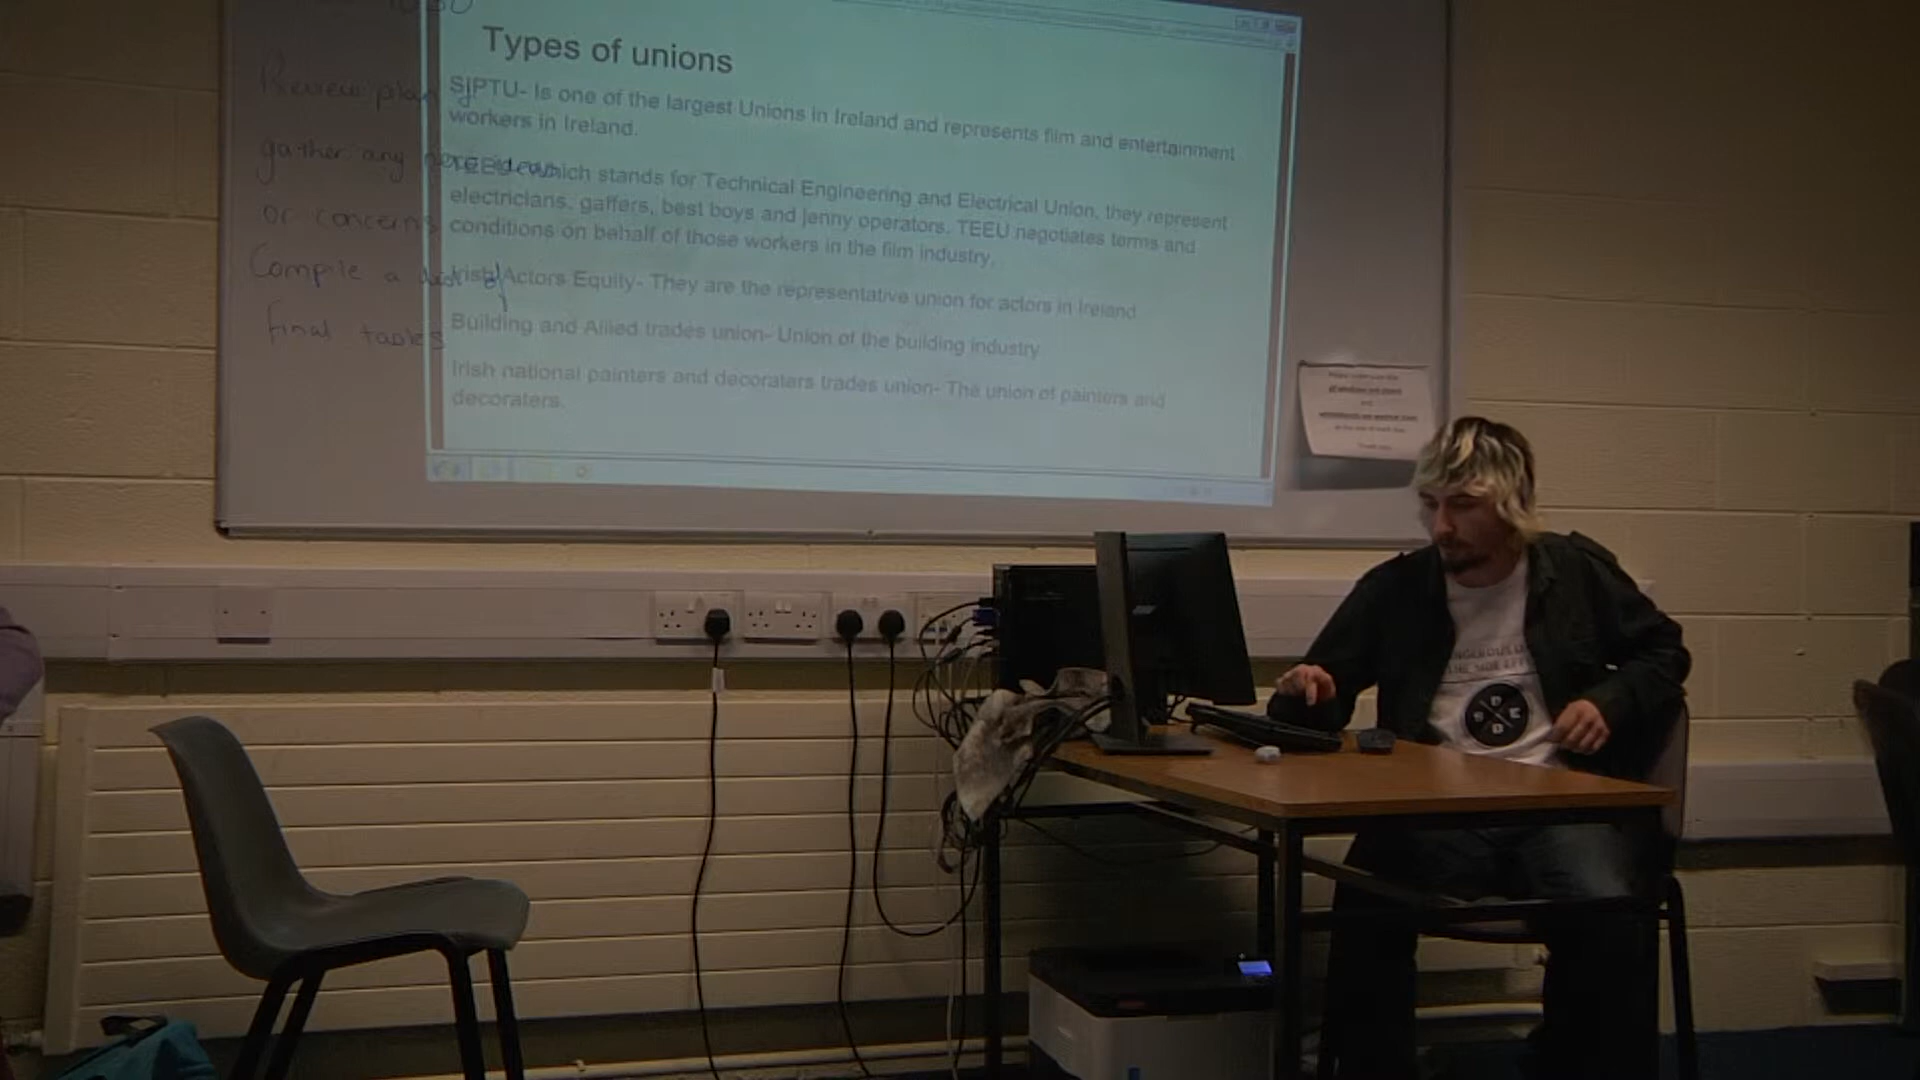 Types of unions
SIPTU- Is one of the largest Unions in Ireland and represents film and entertainment
workers in Ireland.
which stands for Technical Engineering and Electrical Union, they represent
electricians, gaffers, best boys and jenny operators. TEEU negotiates terms and
conditions on behalf of those workers in the film industry.
Irish Actors Equity- They are the representative union for actors in Ireland
Building and Allied trades union- Union of the building industry
Irish national painters and decoraters trades union- The union of painters and
decoraters.
Review plan
gather any
or concerns
Compile a
final tables